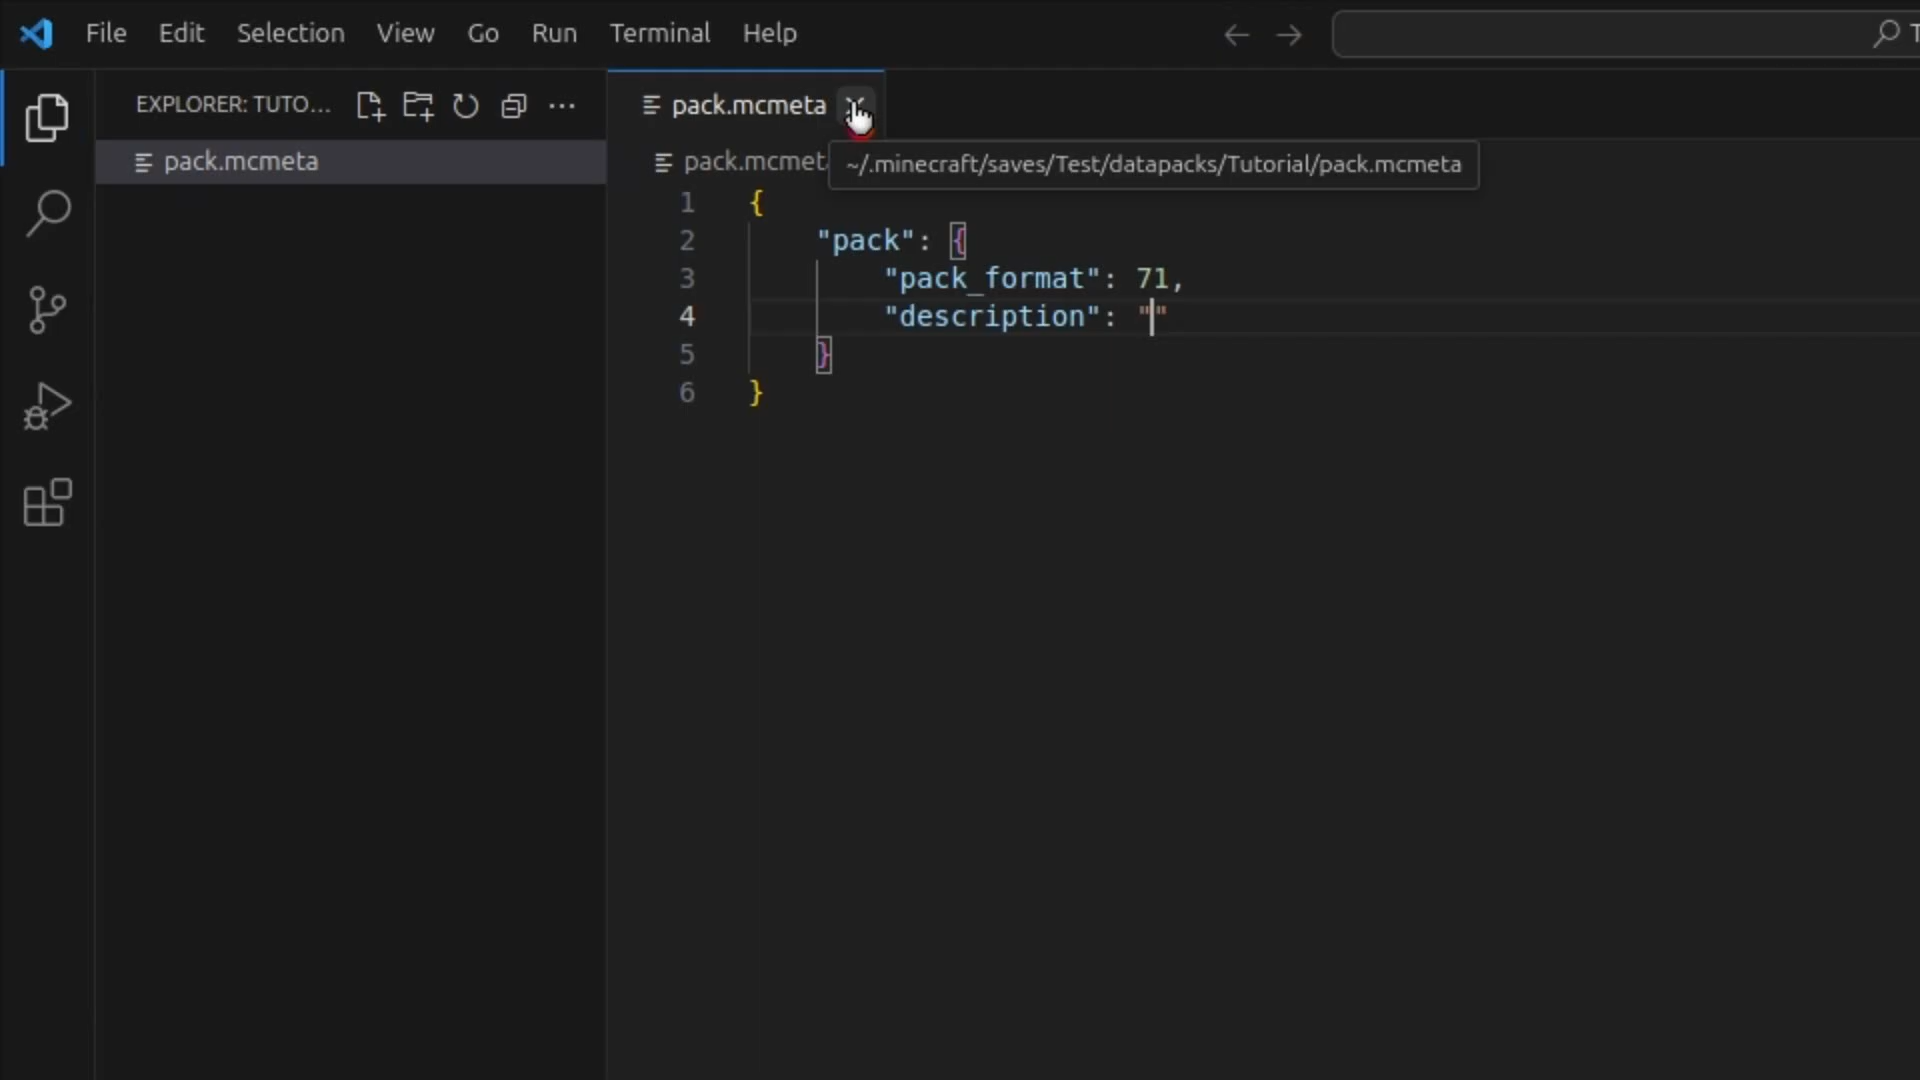 File Edit Selection View Go Run Terminal Help
EXPLORER: TUTO...
pack.mcmeta
pack.mcmeta
pack.mcmeta
~/.minecraft/saves/Test/datapacks/Tutorial/pack.mcmeta
1 {
2 "pack": {
3 "pack_format": 71,
4 "description": ""
5 }
6 }